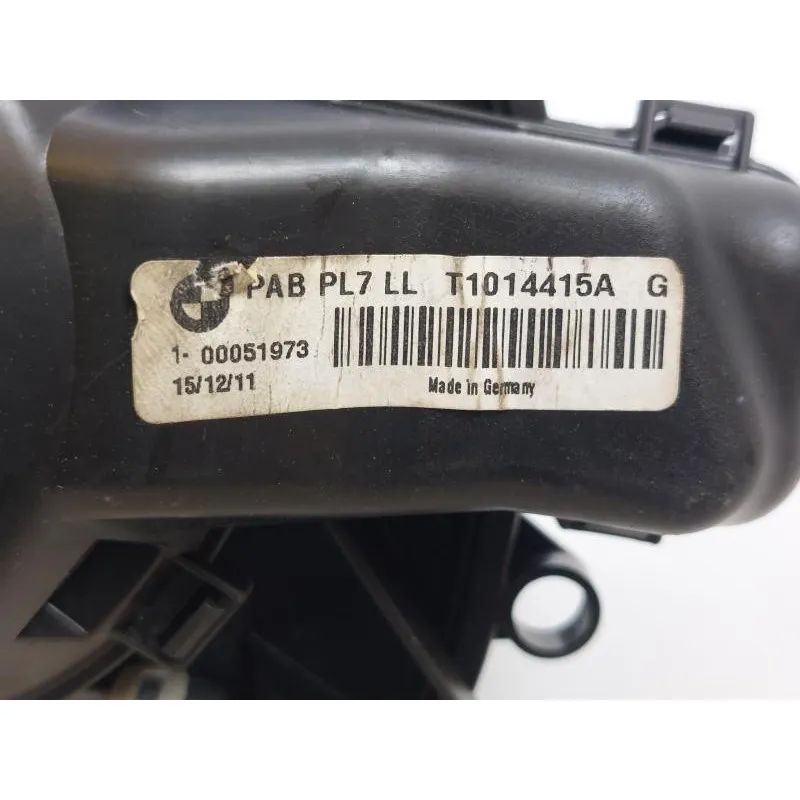 PAB PL7 LL T1014415A G
1- 00051973
15/12/11
Made in Germany